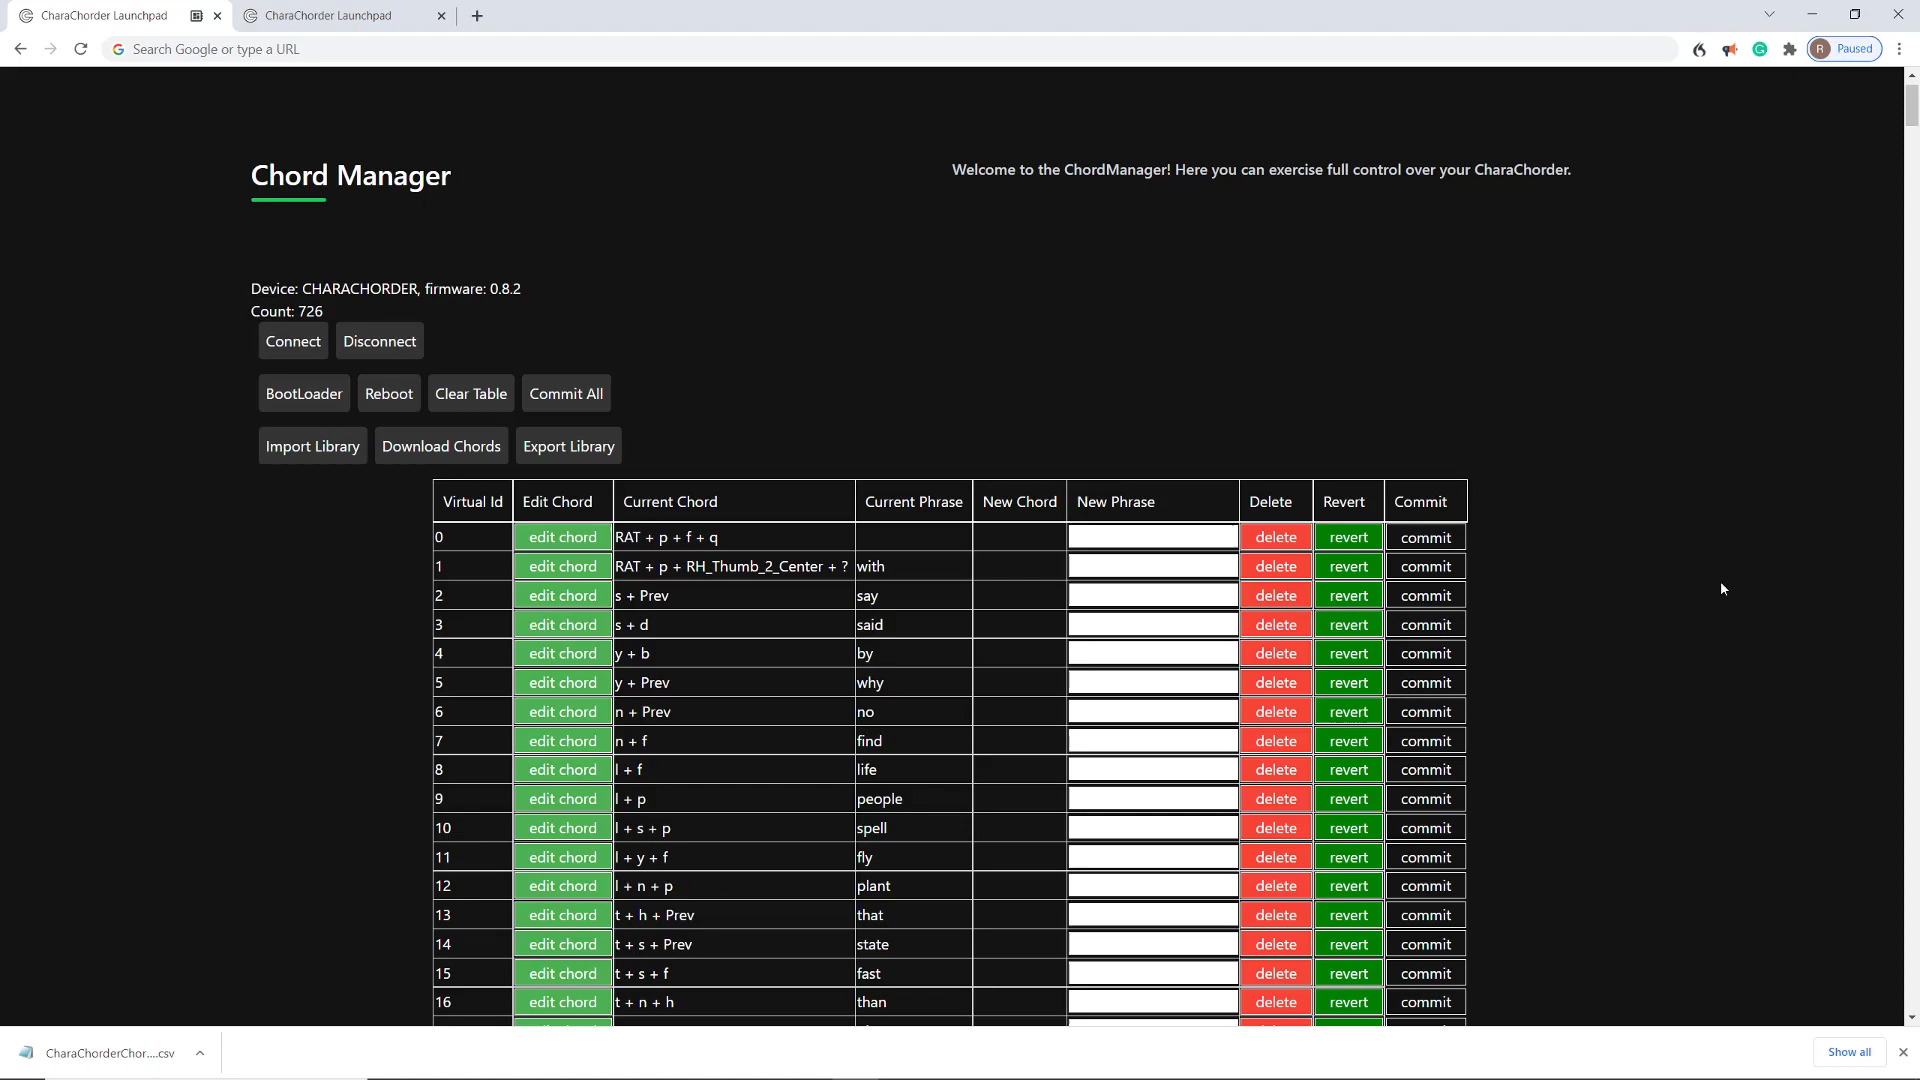 CharaChorder Launchpad
CharaChorder Launchpad
Search Google or type a URL
R Paused
Chord Manager
Welcome to the ChordManager! Here you can exercise full control over your CharaChorder.
Device: CHARACHORDER, firmware: 0.8.2
Count: 726
Connect Disconnect
BootLoader Reboot Clear Table Commit All
Import Library Download Chords Export Library
Virtual Id Edit Chord Current Chord Current Phrase New Chord New Phrase Delete Revert Commit
0 edit chord RAT + p + f + q delete revert commit
1 edit chord RAT + p + RH_Thumb_2_Center + ? with delete revert commit
2 edit chord s + Prev say delete revert commit
3 edit chord s + d said delete revert commit
4 edit chord y + b by delete revert commit
5 edit chord y + Prev why delete revert commit
6 edit chord n + Prev no delete revert commit
7 edit chord n + f find delete revert commit
8 edit chord l + f life delete revert commit
9 edit chord l + p people delete revert commit
10 edit chord l + s + p spell delete revert commit
11 edit chord l + y + f fly delete revert commit
12 edit chord l + n + p plant delete revert commit
13 edit chord t + h + Prev that delete revert commit
14 edit chord t + s + Prev state delete revert commit
15 edit chord t + s + f fast delete revert commit
16 edit chord t + n + h than delete revert commit
CharaChorderChor....csv
Show all